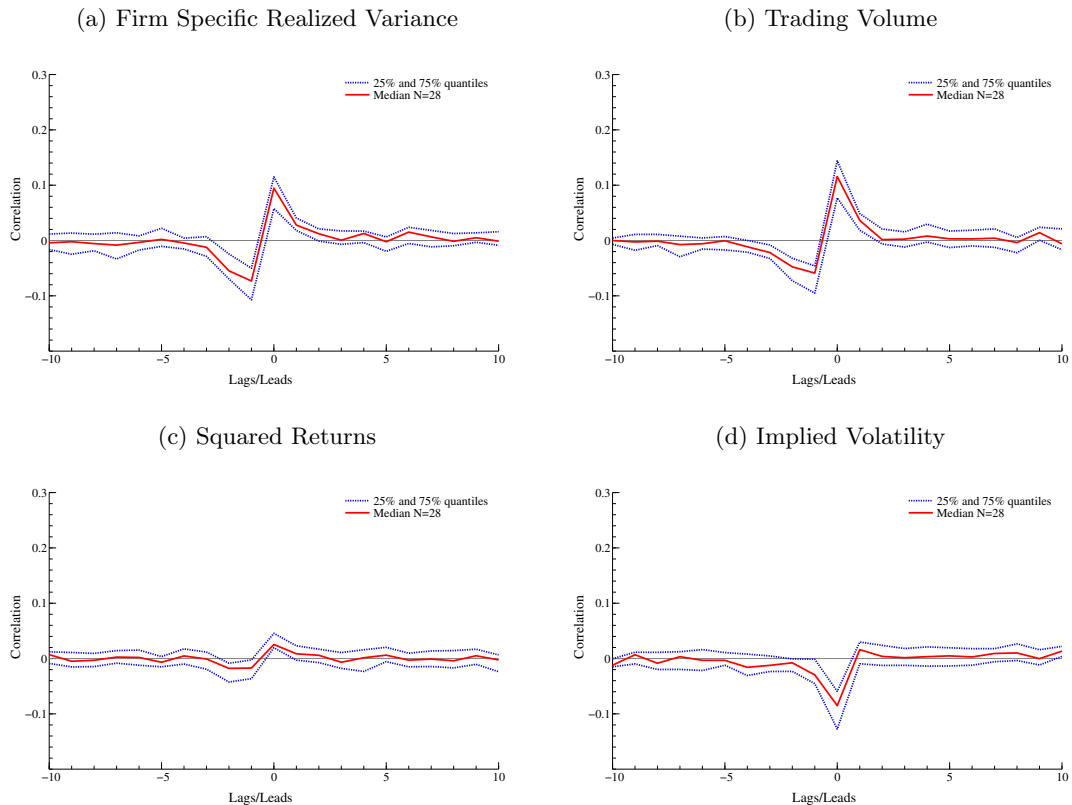 (a) Firm Specific Realized Variance
0.3
0.2
0.1
0
−0.1
Correlation
25% and 75% quantiles
Median N=28
−10
−5
0
5
10
Lags/Leads
(b) Trading Volume
0.3
0.2
0.1
0
−0.1
Correlation
25% and 75% quantiles
Median N=28
−10
−5
0
5
10
Lags/Leads
(c) Squared Returns
0.3
0.2
0.1
0
−0.1
Correlation
25% and 75% quantiles
Median N=28
−10
−5
0
5
10
Lags/Leads
(d) Implied Volatility
0.3
0.2
0.1
0
−0.1
Correlation
25% and 75% quantiles
Median N=28
−10
−5
0
5
10
Lags/Leads